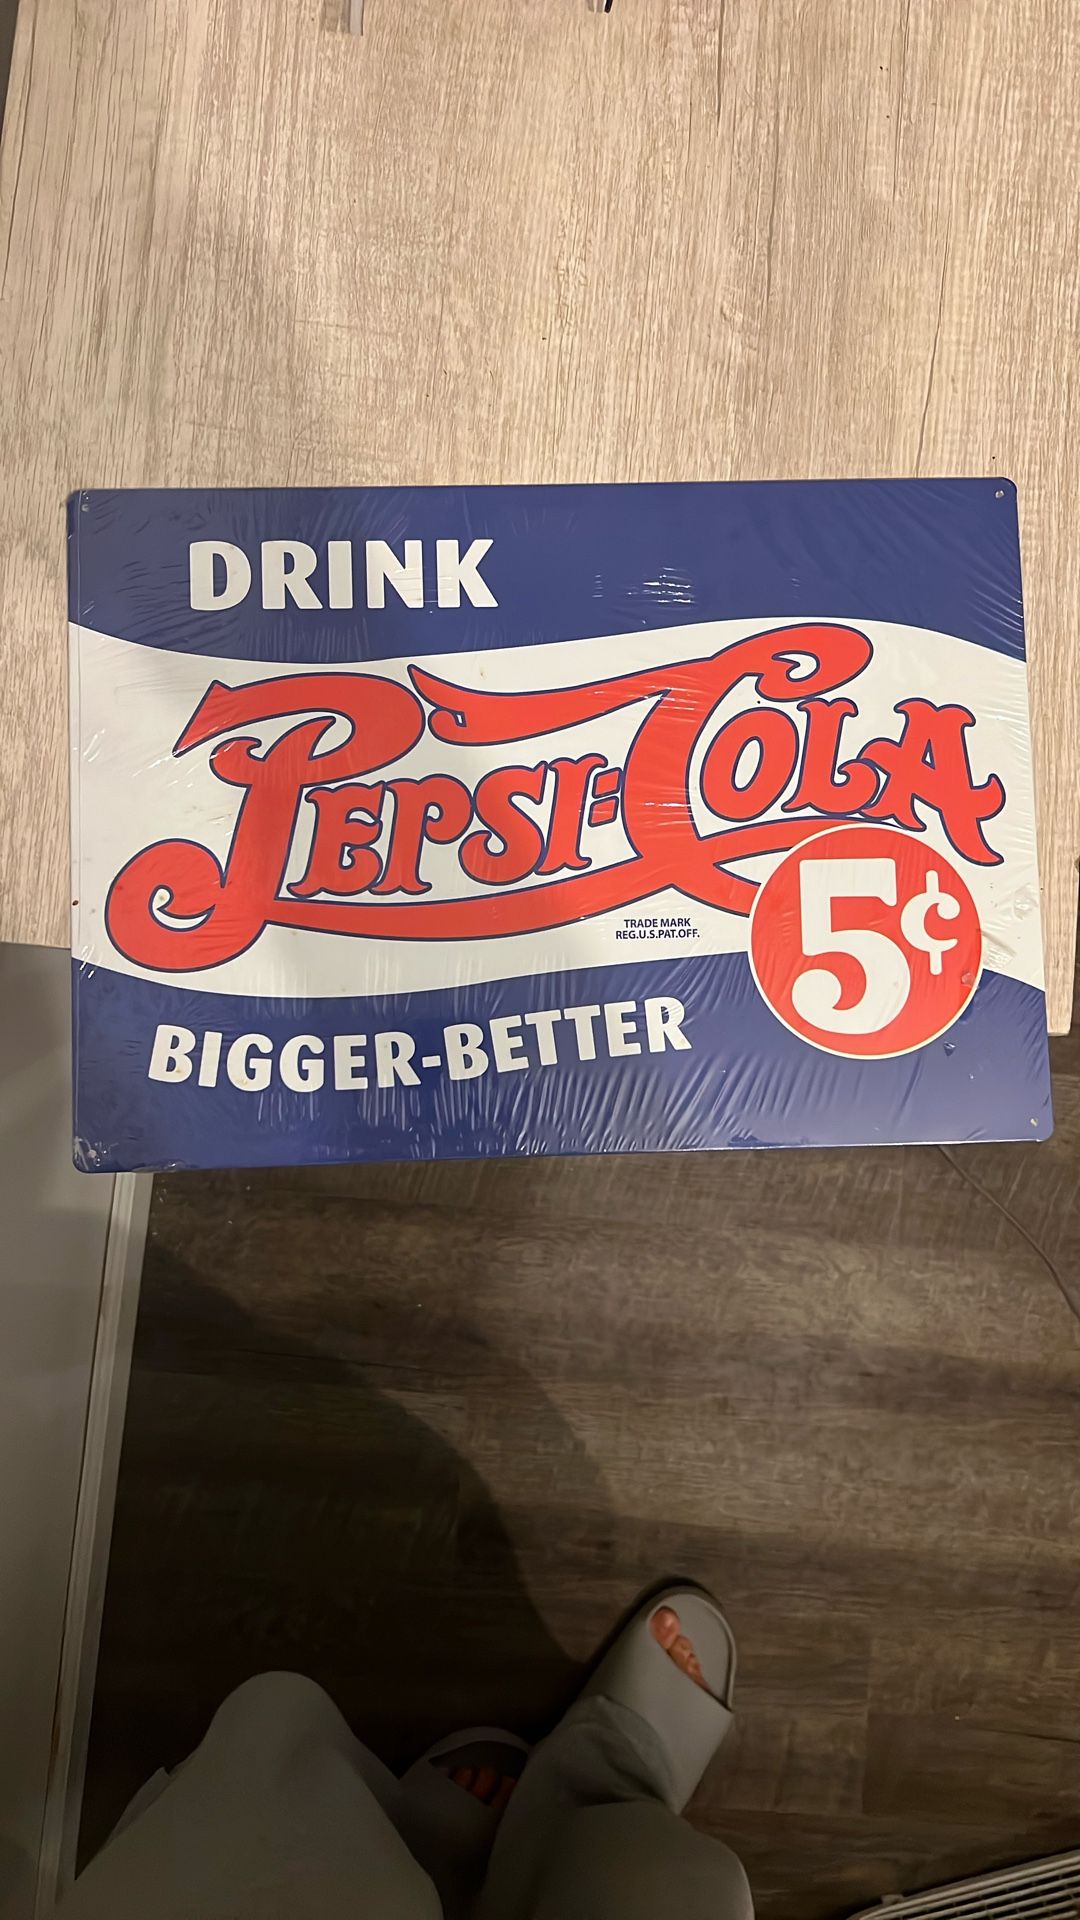 DRINK
PEPSI=COLA
TRADE MARK
REG.U.S.PAT.OFF.
5¢
BIGGER-BETTER